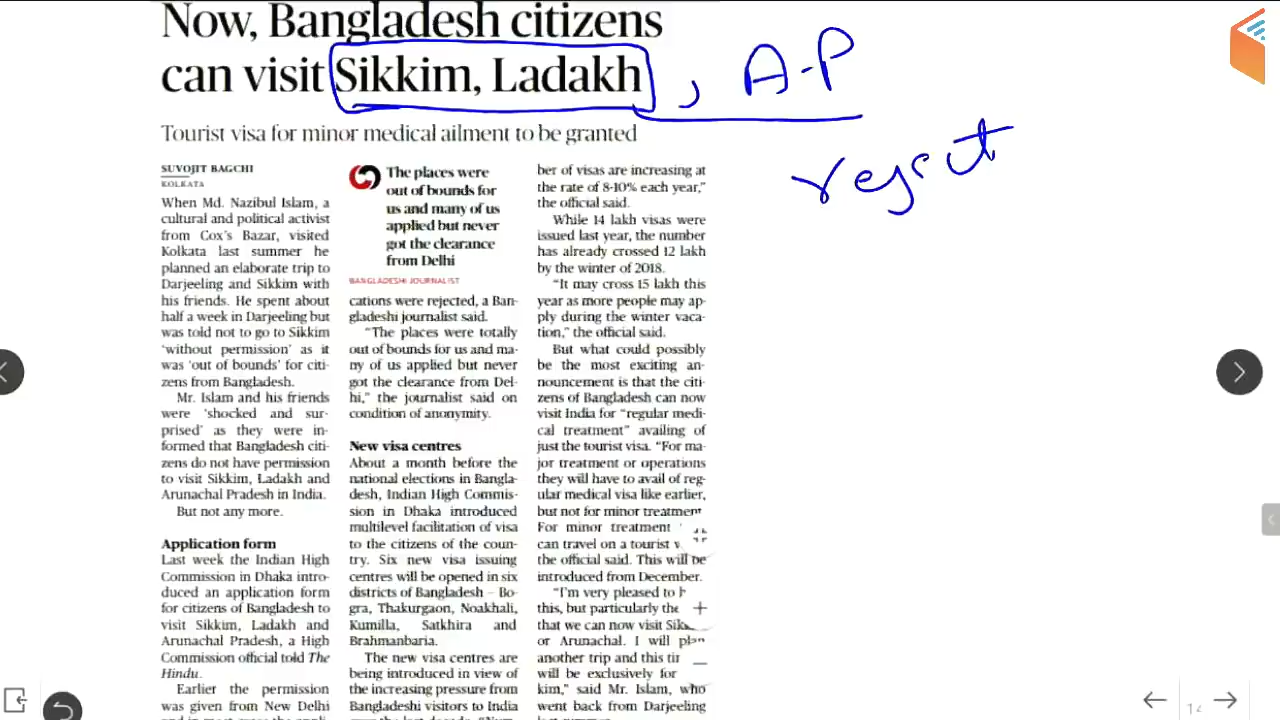 Now, Bangladesh citizens
can visit Sikkim, Ladakh , A-P
Tourist visa for minor medical ailment to be granted
reject
SUVOJIT BAGCHI
KOLKATA
When Md. Nazibul Islam, a
cultural and political activist
from Cox's Bazar, visited
Kolkata last summer he
planned an elaborate trip to
Darjeeling and Sikkim with
his friends. He spent about
half a week in Darjeeling but
was told not to go to Sikkim
'without permission' as it
was 'out of bounds' for citi-
zens from Bangladesh.
Mr. Islam and his friends
were 'shocked and sur-
prised' as they were in-
formed that Bangladesh citi-
zens do not have permission
to visit Sikkim, Ladakh and
Arunachal Pradesh in India.
But not any more.
Application form
Last week the Indian High
Commission in Dhaka intro-
duced an application form
for citizens of Bangladesh to
visit Sikkim, Ladakh and
Arunachal Pradesh, a High
Commission official told The
Hindu.
Earlier the permission
was given from New Delhi
The places were
out of bounds for
us and many of us
applied but never
got the clearance
from Delhi
BANGLADESHI JOURNALIST
cations were rejected, a Ban-
gladeshi journalist said.
"The places were totally
out of bounds for us and ma-
ny of us applied but never
got the clearance from Del-
hi," the journalist said on
condition of anonymity.
New visa centres
About a month before the
national elections in Bangla-
desh, Indian High Commis-
sion in Dhaka introduced
multilevel facilitation of visa
to the citizens of the coun-
try. Six new visa issuing
centres will be opened in six
districts of Bangladesh – Bo-
gra, Thakurgaon, Noakhali,
Kumilla, Satkhira and
Brahmanbaria.
The new visa centres are
being introduced in view of
the increasing pressure from
Bangladeshi visitors to India
ber of visas are increasing at
the rate of 8-10% each year,"
the official said.
While 14 lakh visas were
issued last year, the number
has already crossed 12 lakh
by the winter of 2018.
"It may cross 15 lakh this
year as more people may ap-
ply during the winter vaca-
tion," the official said.
But what could possibly
be the most exciting an-
nouncement is that the citi-
zens of Bangladesh can now
visit India for "regular medi-
cal treatment" availing of
just the tourist visa. "For ma-
jor treatment or operations
they will have to avail of reg-
ular medical visa like earlier,
but not for minor treatment
For minor treatment
can travel on a tourist v
the official said. This will be
introduced from December.
"I'm very pleased to h
this, but particularly the
that we can now visit Sik
or Arunachal. I will plan
another trip and this tir
will be exclusively for
kim," said Mr. Islam, who
went back from Darjeeling
14